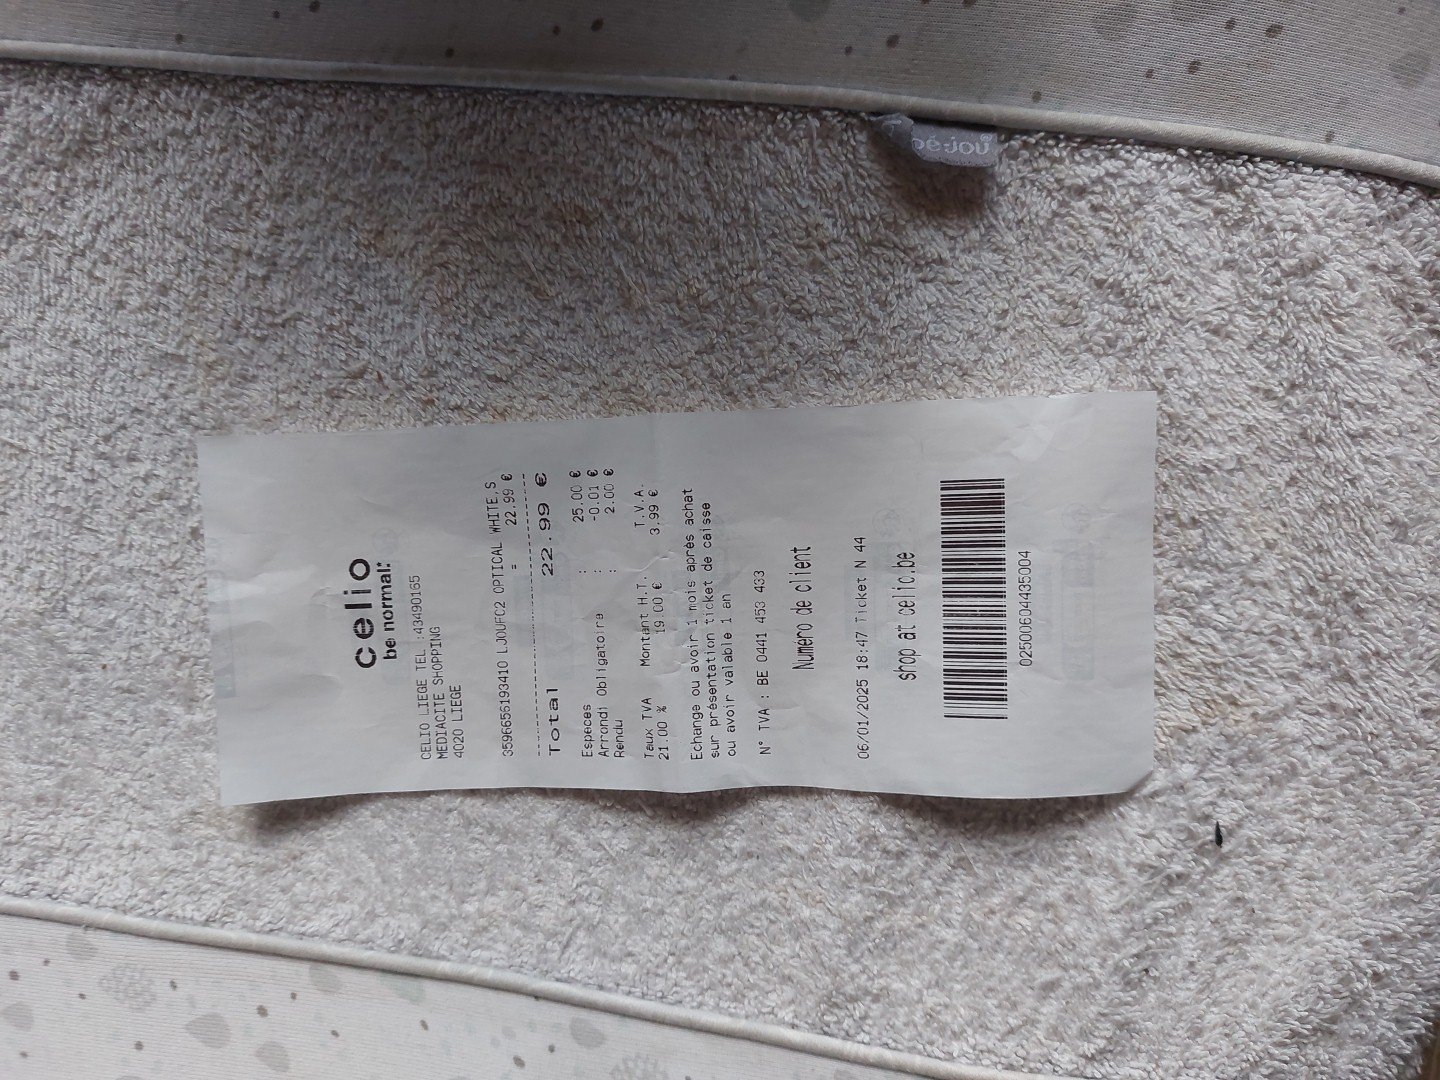 celio
be normal:
CELIO LIEGE TEL :43490165
MEDIACITE SHOPPING
4020 LIEGE
3596656193410 LJOUFC2 OPTICAL WHITE,S
= 22.99 €
Total 22.99 €
Especes : 25.00 €
Arrondi Obligatoire : -0.01 €
Rendu : 2.00 €
Taux TVA Montant H.T. T.V.A.
21.00 % 19.00 € 3.99 €
Echange ou avoir 1 mois après achat
sur présentation ticket de caisse
ou avoir valable 1 an
N° TVA : BE 0441 453 433
Numero de client
06/01/2025 18:47 Ticket N 44
shop at celio.be
02500604435004